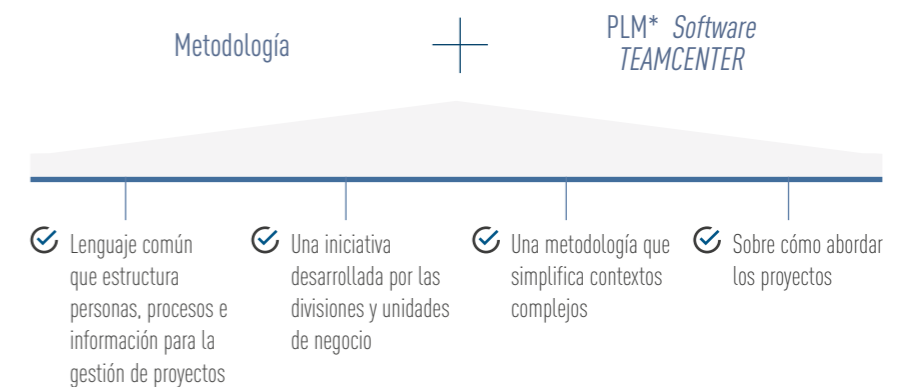 Metodología
PLM* Software
TEAMCENTER
Lenguaje común
que estructura
personas, procesos e
información para la
gestión de proyectos
Una iniciativa
desarrollada por las
divisiones y unidades
de negocio
Una metodología que
simplifica contextos
complejos
Sobre cómo abordar
los proyectos